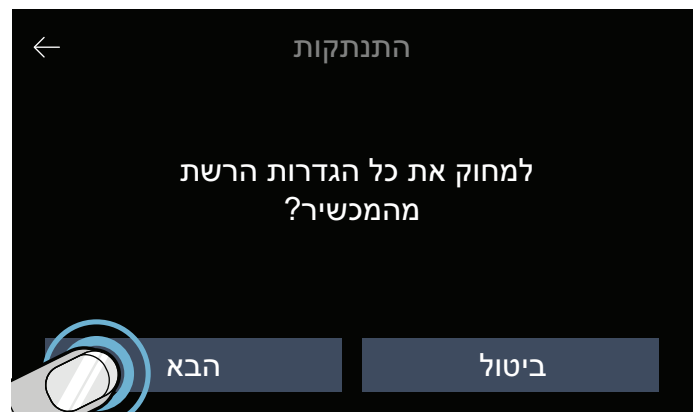 התנתקות
למחוק את כל הגדרות הרשת
מהמכשיר?
ביטול
הבא